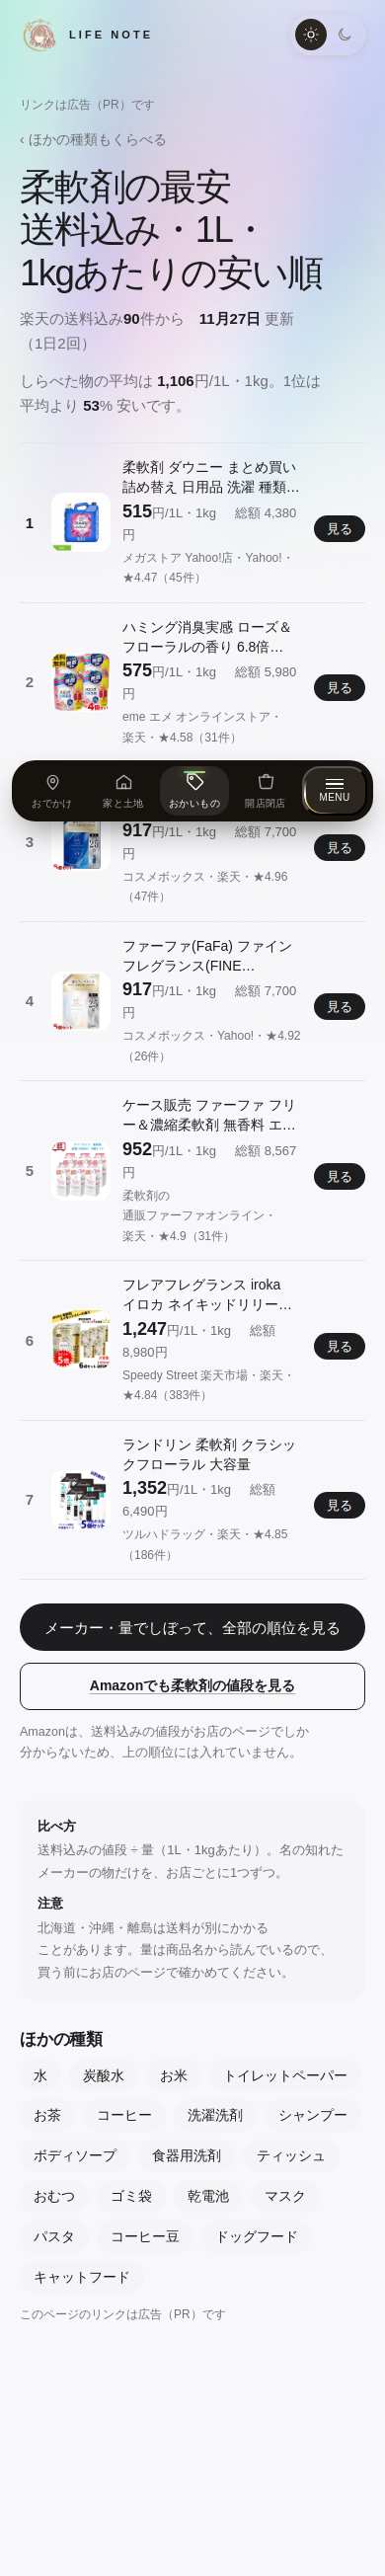 LIFE NOTE
リンクは広告（PR）です
‹ ほかの種類もくらべる
柔軟剤の最安
送料込み・1L・
1kgあたりの安い順
楽天の送料込み90件から　11月27日 更新
（1日2回）
しらべた物の平均は 1,106円/1L・1kg。1位は
平均より 53% 安いです。
1
柔軟剤 ダウニー まとめ買い
詰め替え 日用品 洗濯 種類…
515円/1L・1kg　総額 4,380
円
メガストア Yahoo!店・Yahoo!・
★4.47（45件）
見る
2
ハミング消臭実感 ローズ＆
フローラルの香り 6.8倍…
575円/1L・1kg　総額 5,980
円
eme エメ オンラインストア・
楽天・★4.58（31件）
見る
おでかけ
家と土地
おかいもの
開店閉店
MENU
3
917円/1L・1kg　総額 7,700
円
コスメボックス・楽天・★4.96
（47件）
見る
4
ファーファ(FaFa) ファイン
フレグランス(FINE…
917円/1L・1kg　総額 7,700
円
コスメボックス・Yahoo!・★4.92
（26件）
見る
5
ケース販売 ファーファ フリ
ー＆濃縮柔軟剤 無香料 エ…
952円/1L・1kg　総額 8,567
円
柔軟剤の
通販ファーファオンライン・
楽天・★4.9（31件）
見る
6
フレアフレグランス iroka
イロカ ネイキッドリリー…
1,247円/1L・1kg　総額
8,980円
Speedy Street 楽天市場・楽天・
★4.84（383件）
見る
7
ランドリン 柔軟剤 クラシッ
クフローラル 大容量
1,352円/1L・1kg　総額
6,490円
ツルハドラッグ・楽天・★4.85
（186件）
見る
メーカー・量でしぼって、全部の順位を見る
Amazonでも柔軟剤の値段を見る
Amazonは、送料込みの値段がお店のページでしか
分からないため、上の順位には入れていません。
比べ方
送料込みの値段 ÷ 量（1L・1kgあたり）。名の知れた
メーカーの物だけを、お店ごとに1つずつ。
注意
北海道・沖縄・離島は送料が別にかかる
ことがあります。量は商品名から読んでいるので、
買う前にお店のページで確かめてください。
ほかの種類
水　炭酸水　お米　トイレットペーパー
お茶　コーヒー　洗濯洗剤　シャンプー
ボディソープ　食器用洗剤　ティッシュ
おむつ　ゴミ袋　乾電池　マスク
パスタ　コーヒー豆　ドッグフード
キャットフード
このページのリンクは広告（PR）です